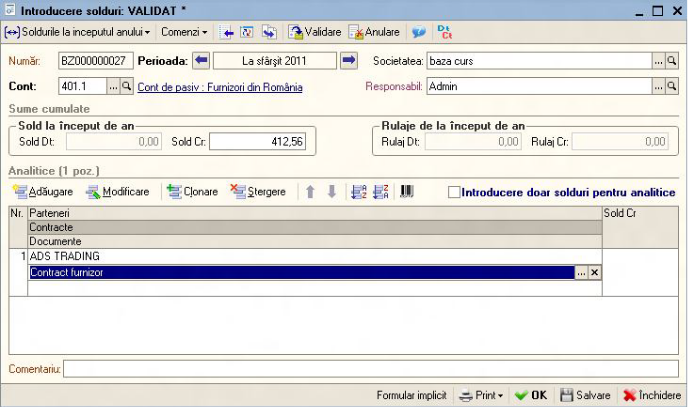 Introducere solduri: VALIDAT *
Soldurile la inceputul anului Comenzi Validare Anulare Dt Ct
Număr: BZ000000027 Perioada: La sfârşit 2011 Societatea: baza curs ...
Cont: 401.1 ... Cont de pasiv : Furnizori din România Responsabil: Admin ...
Sume cumulate
Sold la început de an Rulaje de la început de an
Sold Dt: 0,00 Sold Cr: 412,56 Rulaj Dt: 0,00 Rulaj Cr: 0,00
Analitice (1 poz.)
Adăugare Modificare Clonare Stergere Introducere doar solduri pentru analitice
Nr. Parteneri Sold Cr
Contracte
Documente
1 ADS TRADING
Contract furnizor ... x
Comentariu:
Formular implicit Print OK Salvare Închidere